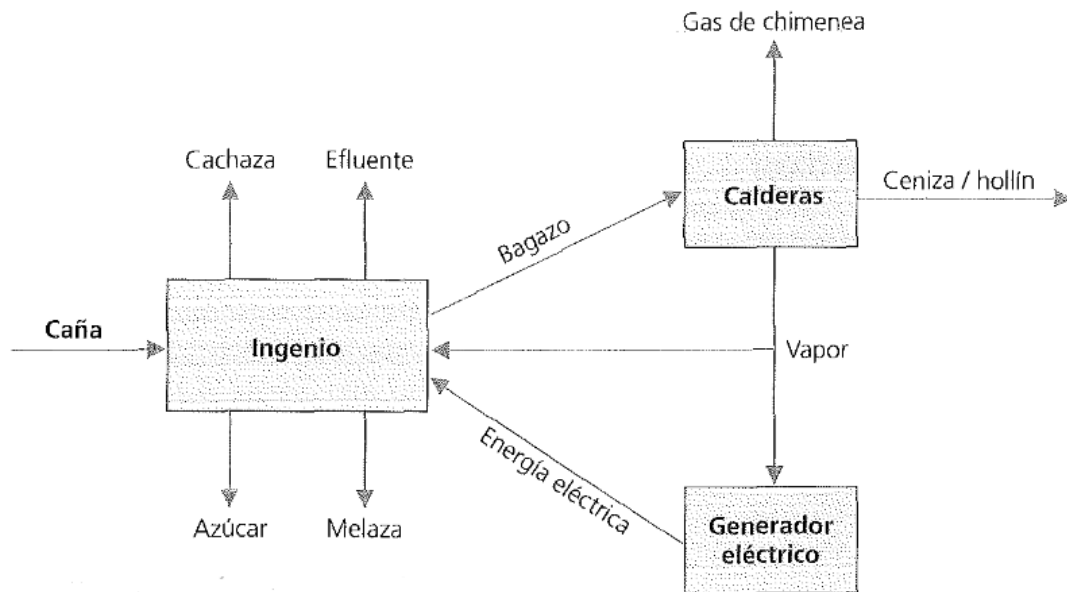 Gas de chimenea
Cachaza
Efluente
Calderas
Ceniza / hollín
Bagazo
Caña
Ingenio
Vapor
Energía eléctrica
Azúcar
Melaza
Generador
eléctrico